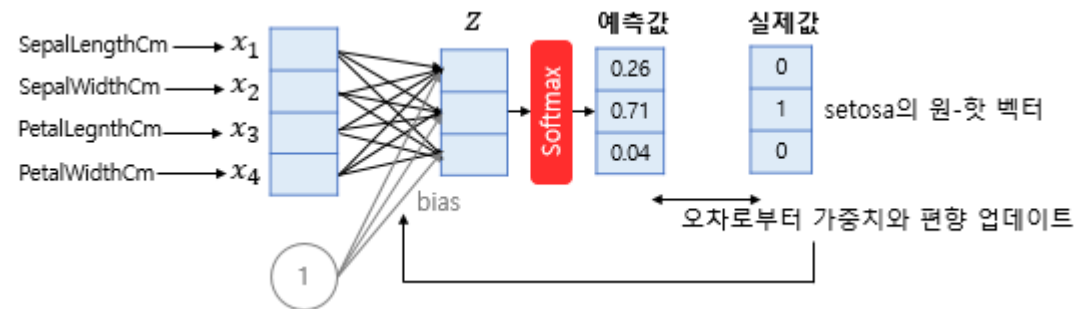 Z
예측값
실제값
SepalLengthCm
x1
SepalWidthCm
x2
PetalLegnthCm
x3
PetalWidthCm
x4
Softmax
0.26
0.71
0.04
0
1
0
setosa의 원-핫 벡터
bias
오차로부터 가중치와 편향 업데이트
1